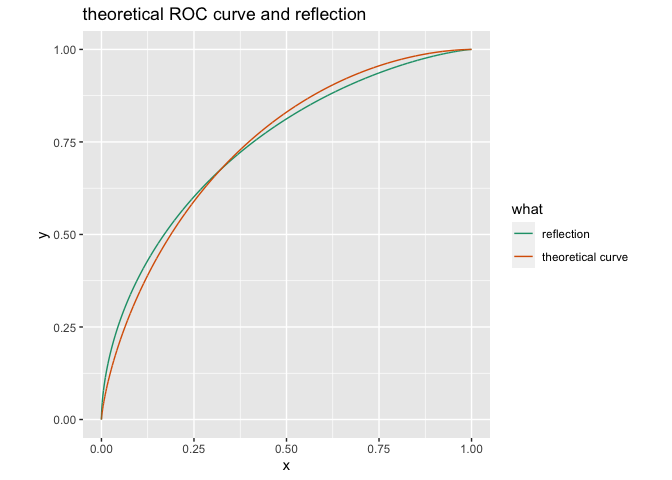 theoretical ROC curve and reflection
1.00
0.75
0.50
0.25
0.00
y
0.00 0.25 0.50 0.75 1.00
x
what
reflection
theoretical curve